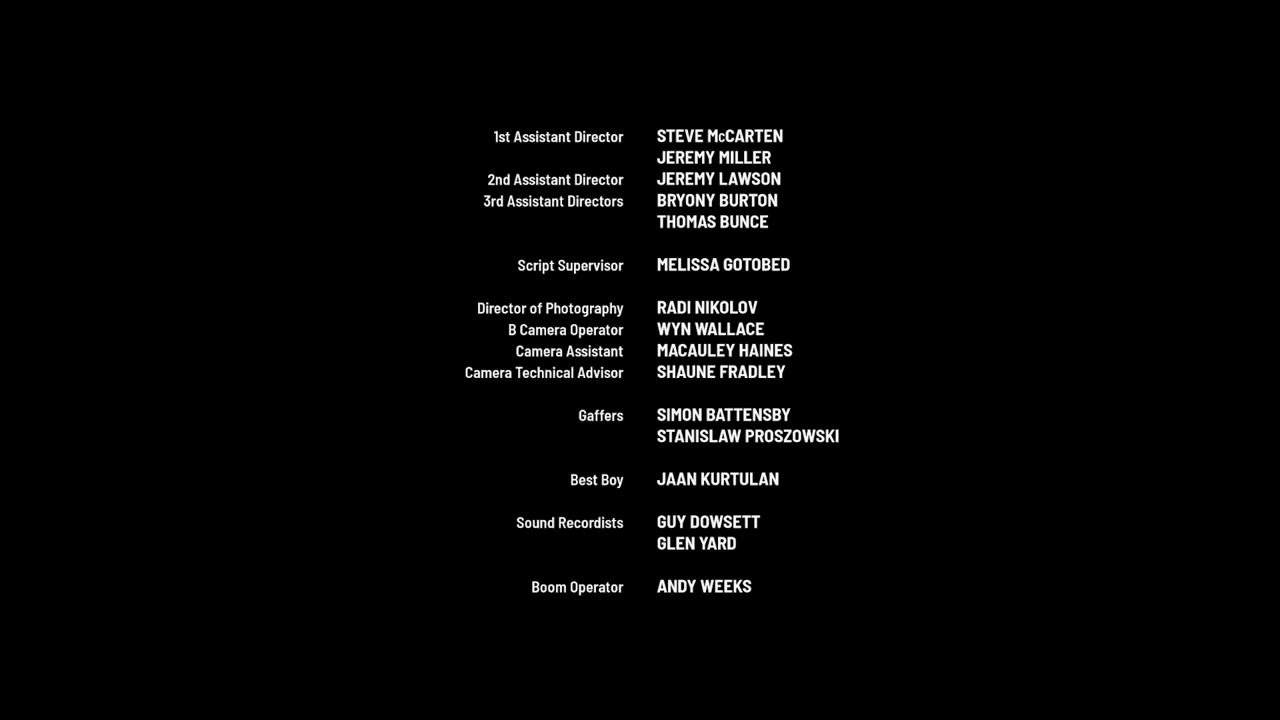 1st Assistant Director STEVE McCARTEN
JEREMY MILLER
2nd Assistant Director JEREMY LAWSON
3rd Assistant Directors BRYONY BURTON
THOMAS BUNCE
Script Supervisor MELISSA GOTOBED
Director of Photography RADI NIKOLOV
B Camera Operator WYN WALLACE
Camera Assistant MACAULEY HAINES
Camera Technical Advisor SHAUNE FRADLEY
Gaffers SIMON BATTENSBY
STANISLAW PROSZOWSKI
Best Boy JAAN KURTULAN
Sound Recordists GUY DOWSETT
GLEN YARD
Boom Operator ANDY WEEKS